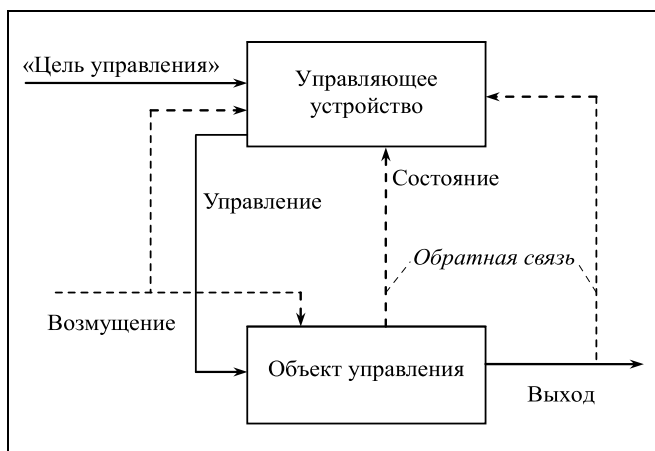 «Цель управления»
Управляющее
устройство
Состояние
Управление
Обратная связь
Возмущение
Объект управления
Выход